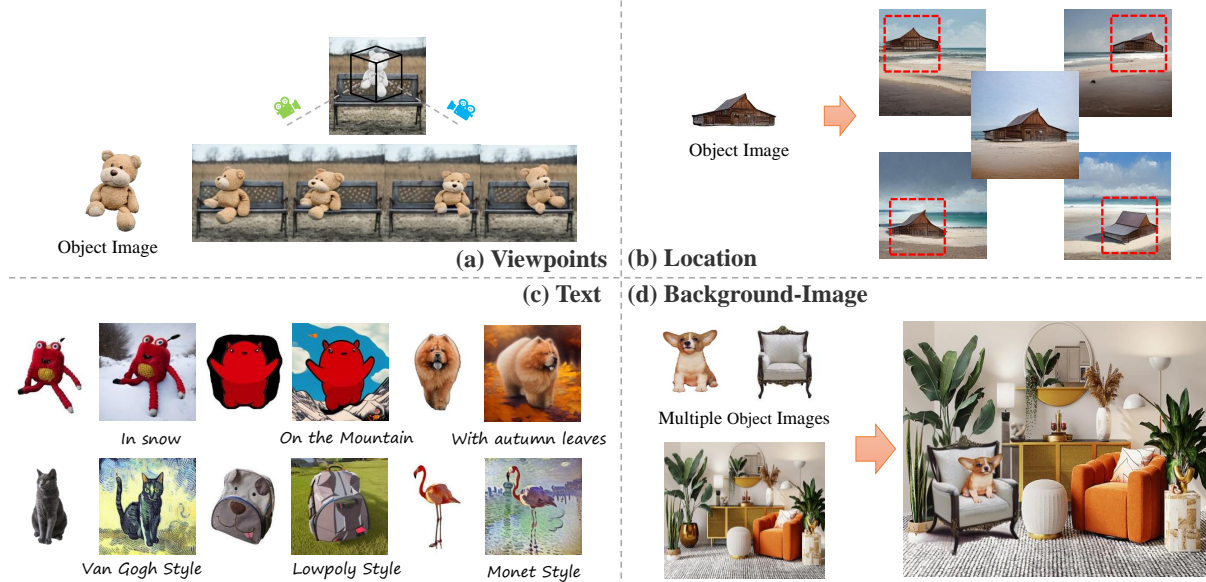 Object Image
(a) Viewpoints
Object Image
(b) Location
(c) Text
In snow
On the Mountain
With autumn leaves
Van Gogh Style
Lowpoly Style
Monet Style
(d) Background-Image
Multiple Object Images